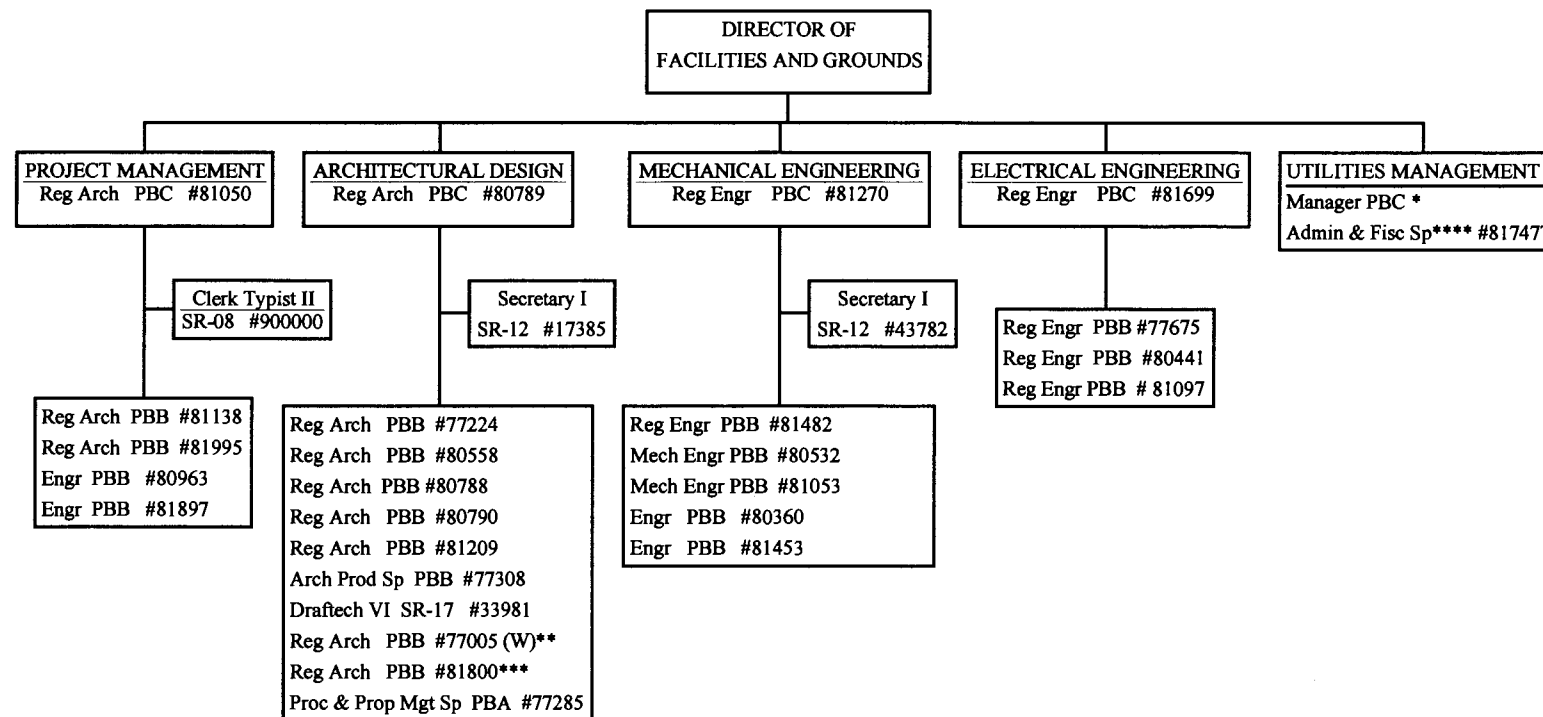 DIRECTOR OF
FACILITIES AND GROUNDS
PROJECT MANAGEMENT
Reg Arch PBC #81050
Clerk Typist II
SR-08 #900000
Reg Arch PBB #81138
Reg Arch PBB #81995
Engr PBB #80963
Engr PBB #81897
ARCHITECTURAL DESIGN
Reg Arch PBC #80789
Secretary I
SR-12 #17385
Reg Arch PBB #77224
Reg Arch PBB #80558
Reg Arch PBB #80788
Reg Arch PBB #80790
Reg Arch PBB #81209
Arch Prod Sp PBB #77308
Draftech VI SR-17 #33981
Reg Arch PBB #77005 (W)**
Reg Arch PBB #81800***
Proc & Prop Mgt Sp PBA #77285
MECHANICAL ENGINEERING
Reg Engr PBC #81270
Secretary I
SR-12 #43782
Reg Engr PBB #81482
Mech Engr PBB #80532
Mech Engr PBB #81053
Engr PBB #80360
Engr PBB #81453
ELECTRICAL ENGINEERING
Reg Engr PBC #81699
Reg Engr PBB #77675
Reg Engr PBB #80441
Reg Engr PBB # 81097
UTILITIES MANAGEMENT
Manager PBC *
Admin & Fisc Sp**** #81747